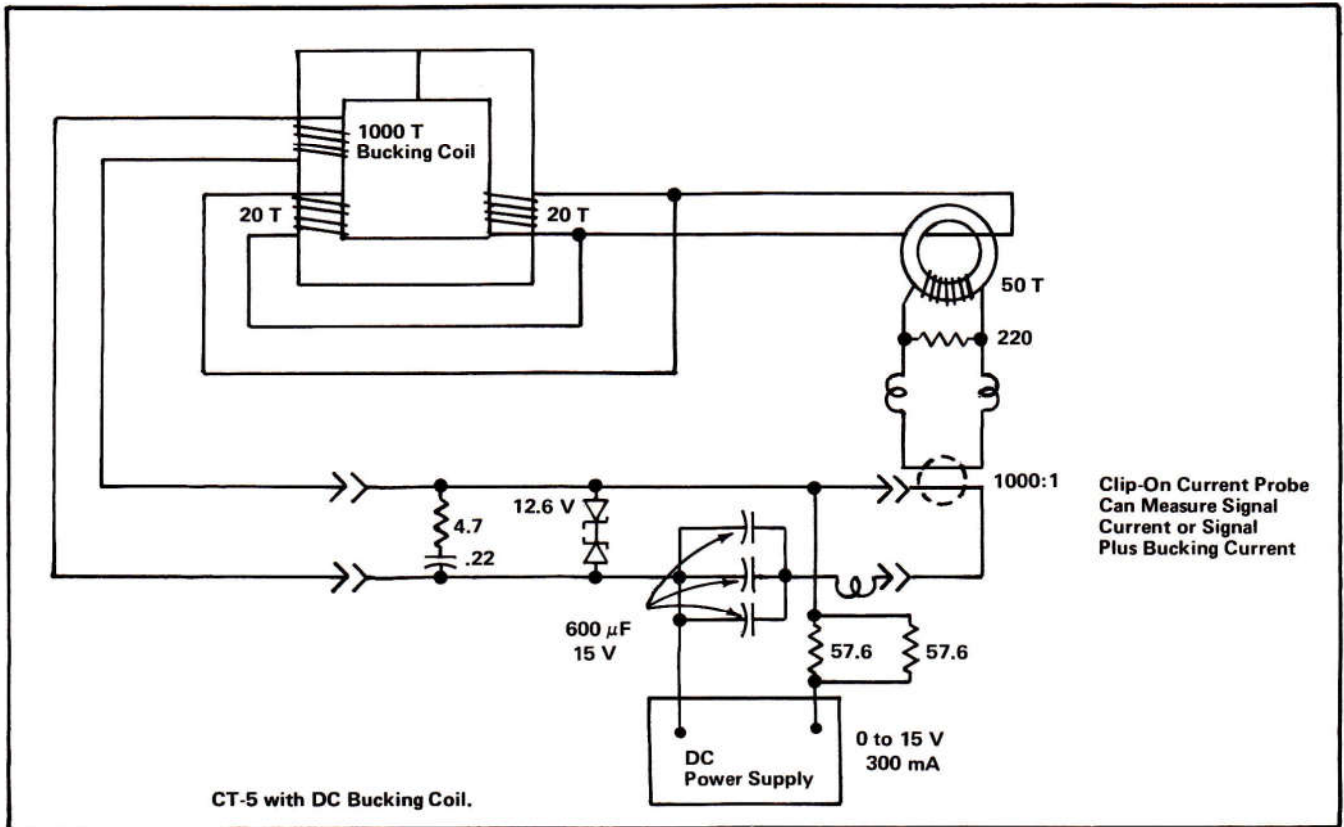 1000 T
Bucking Coil
20 T
20 T
50 T
220
1000:1
Clip-On Current Probe
Can Measure Signal
Current or Signal
Plus Bucking Current
12.6 V
4.7
.22
600 μF
15 V
57.6
57.6
DC
Power Supply
0 to 15 V
300 mA
CT-5 with DC Bucking Coil.